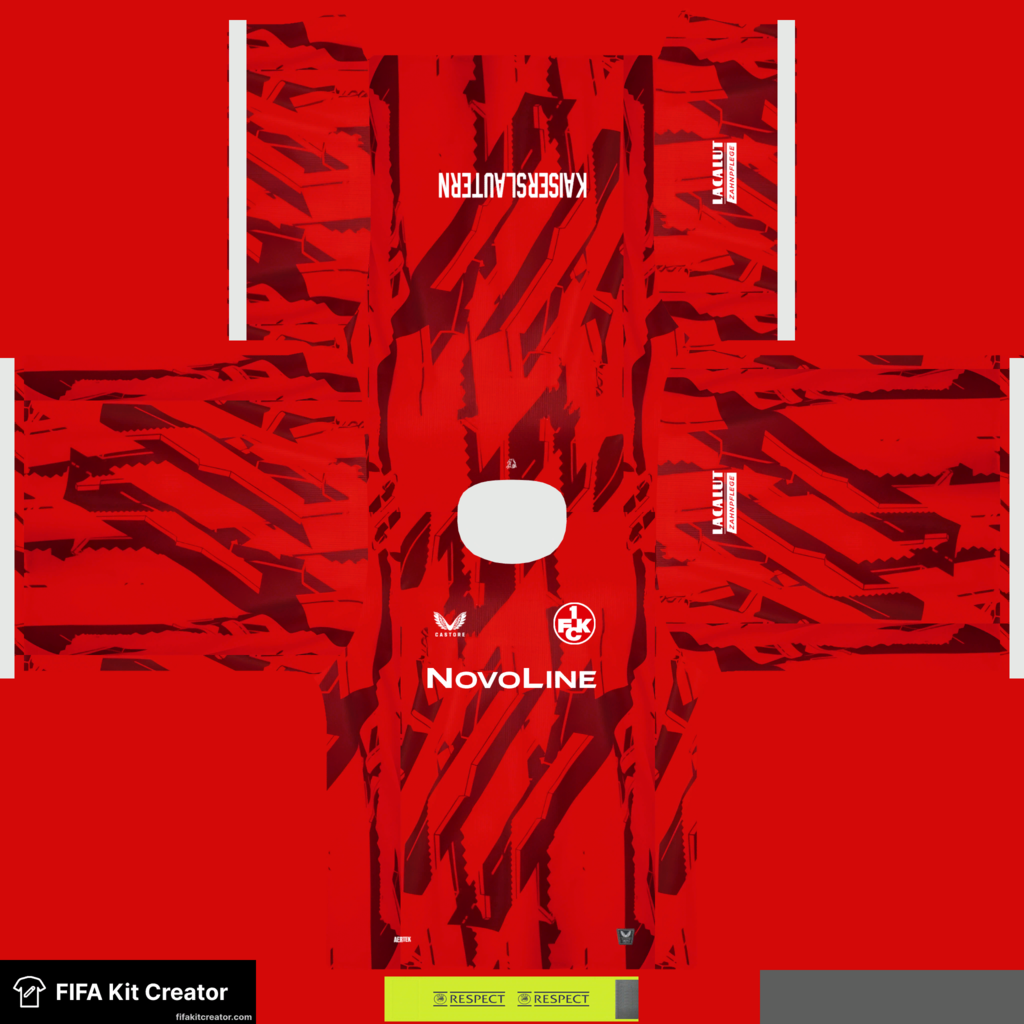 KAISERSLAUTERN
LACALUT
ZAHNPFLEGE
LACALUT
ZAHNPFLEGE
CASTORE
1
FCK
NOVOLINE
AERTEK
RESPECT RESPECT
FIFA Kit Creator
fifakitcreator.com